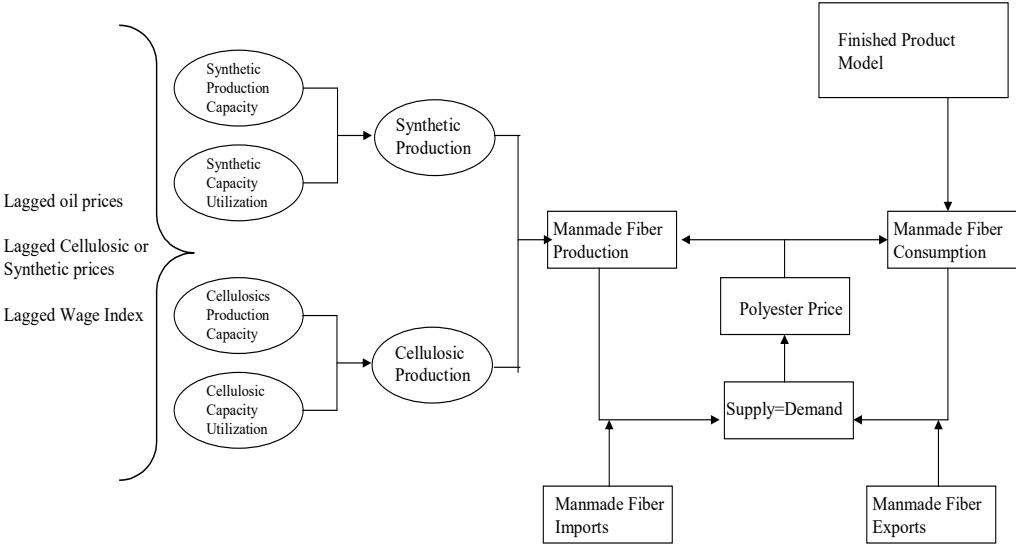 Lagged oil prices
Lagged Cellulosic or
Synthetic prices
Lagged Wage Index
Synthetic
Production
Capacity
Synthetic
Capacity
Utilization
Cellulosics
Production
Capacity
Cellulosic
Capacity
Utilization
Synthetic
Production
Cellulosic
Production
Manmade Fiber
Production
Finished Product
Model
Manmade Fiber
Consumption
Polyester Price
Supply=Demand
Manmade Fiber
Imports
Manmade Fiber
Exports